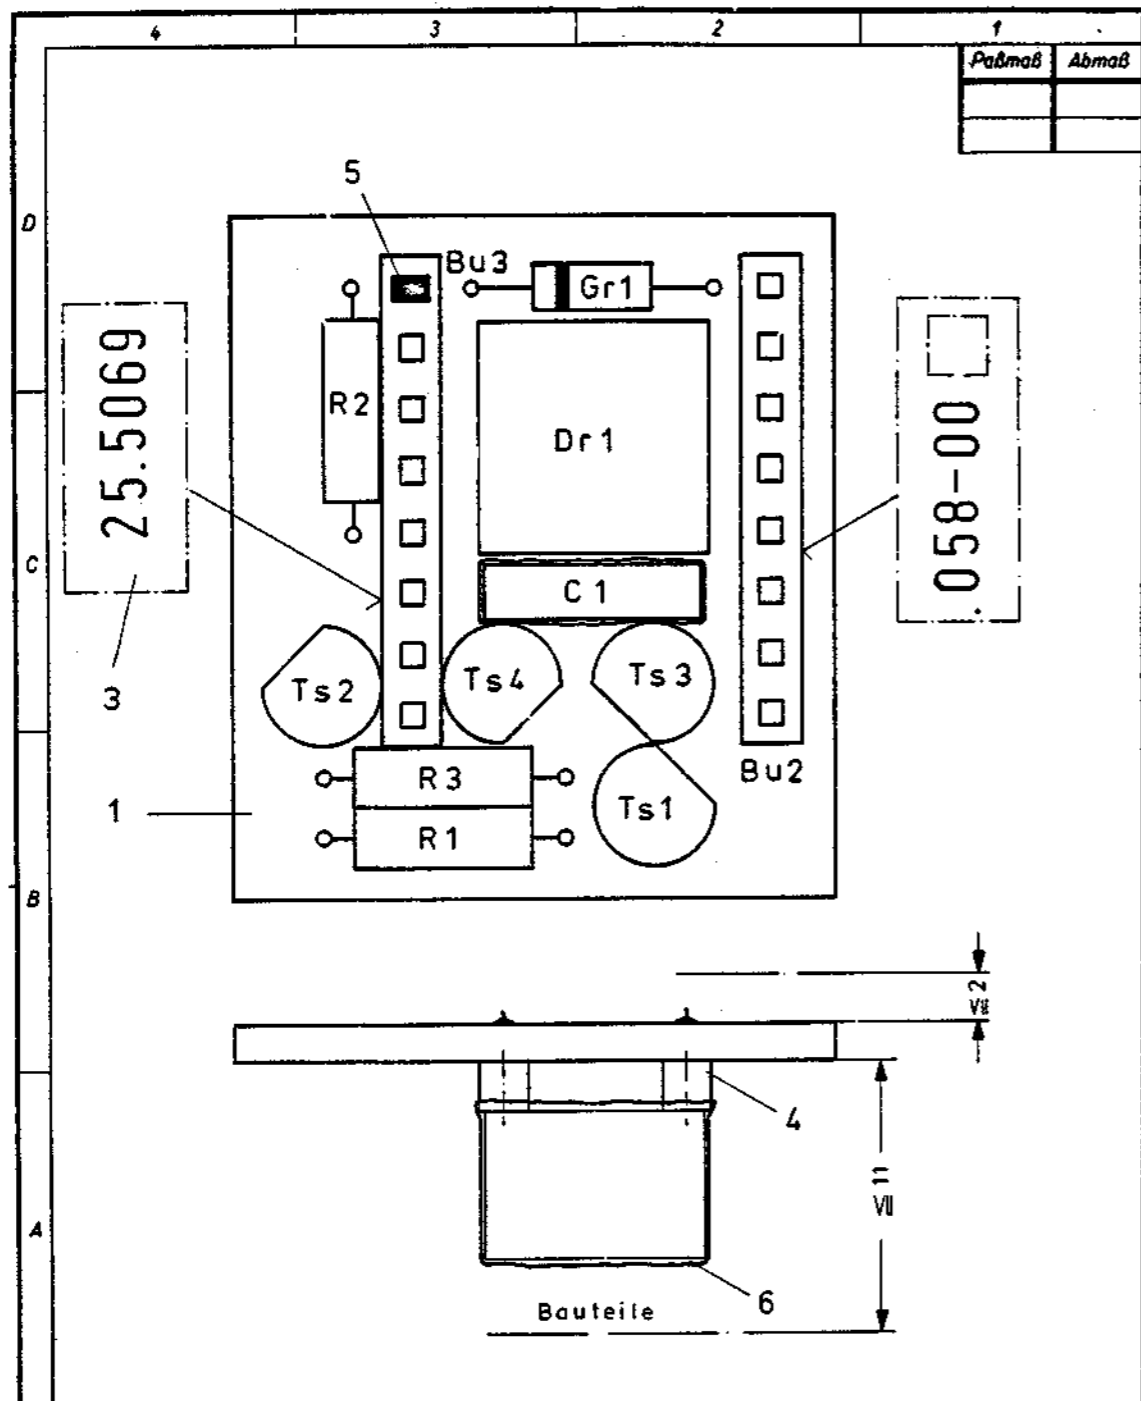 4 3 2 1
Paßmaß Abmaß
5
D
Bu3
Gr1
25.5069
R2
Dr1
.058-00
C
C1
Ts2 Ts4 Ts3
3
R3
Bu2
1
Ts1
R1
B
≤ 2
4
≤ 11
A
6
Bauteile